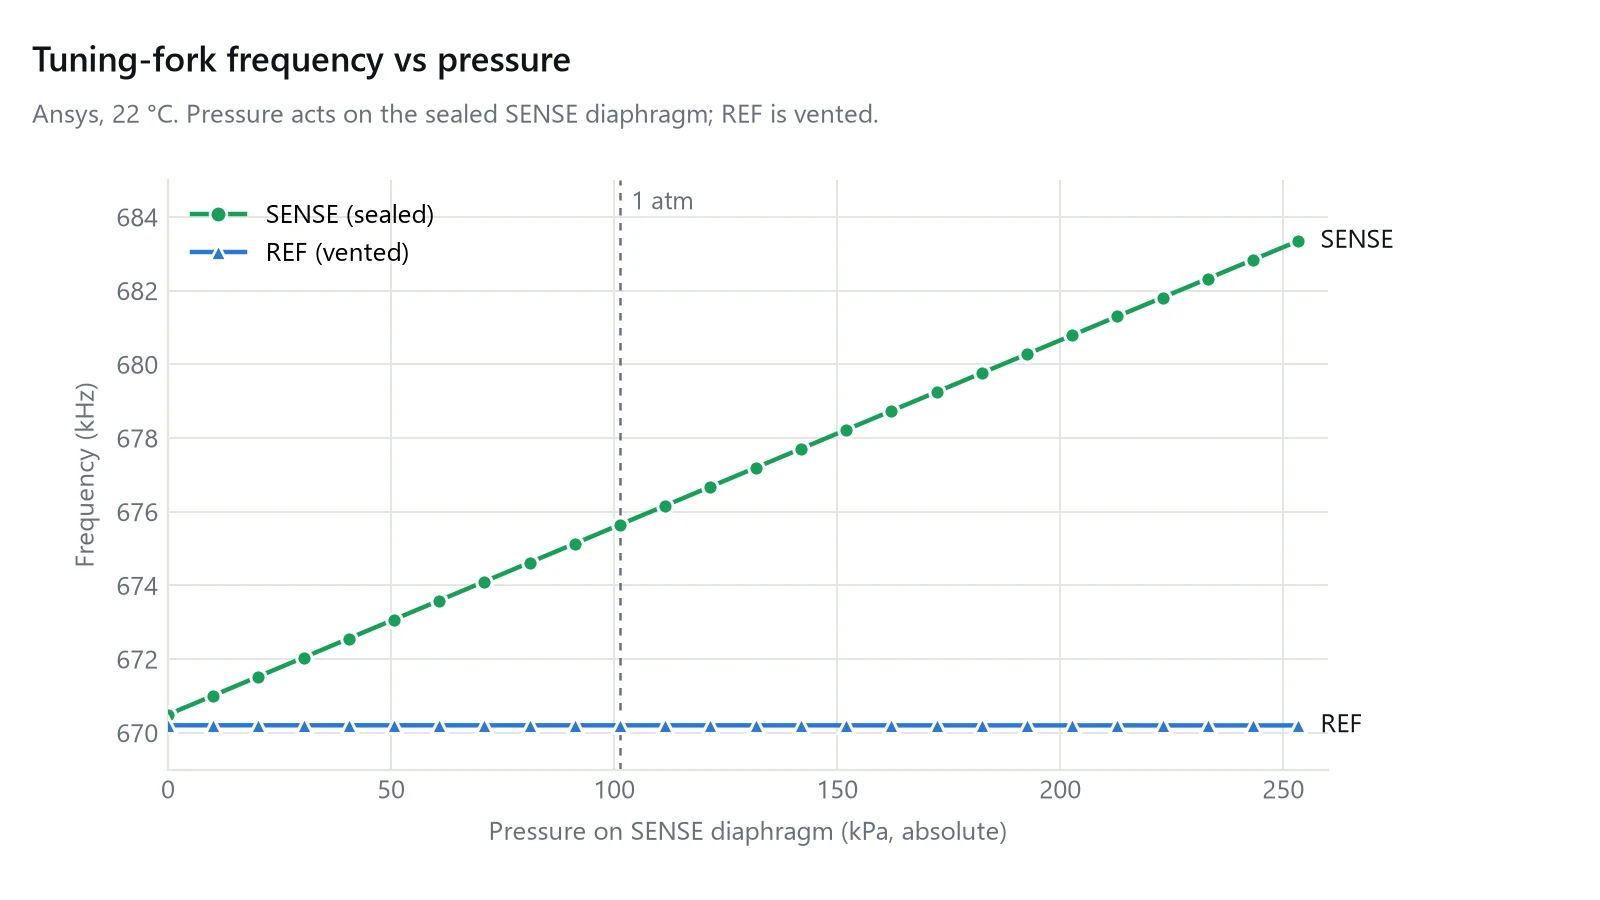 Tuning-fork frequency vs pressure
Ansys, 22 °C. Pressure acts on the sealed SENSE diaphragm; REF is vented.
SENSE (sealed)
REF (vented)
1 atm
SENSE
REF
Frequency (kHz)
684
682
680
678
676
674
672
670
0 50 100 150 200 250
Pressure on SENSE diaphragm (kPa, absolute)